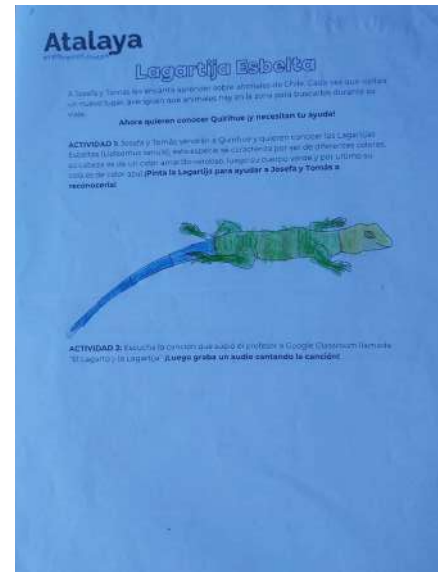 Atalaya
Lagartija Esbelta
A Josefa y Tomás les encanta aprender sobre animales de Chile. Cada vez que visitan
un nuevo lugar, averiguan que animales hay en la zona para buscarlos durante su
viaje.
Ahora quieren conocer Quirihue ¡y necesitan tu ayuda!
ACTIVIDAD 1: Josefa y Tomás vendrán a Quirihue y quieren conocer las Lagartijas
Esbeltas (Liolaemus tenuis), esta especie se caracteriza por ser de diferentes colores,
su cabeza es de un color amarillo verdoso, luego su cuerpo verde y por último su
cola es de color azul ¡Pinta la Lagartija para ayudar a Josefa y Tomás a
reconocerla!
ACTIVIDAD 2: Escucha la canción que subió el profesor a Google Classroom llamada
"El Lagarto y la Lagartija" ¡Luego graba un audio cantando la canción!